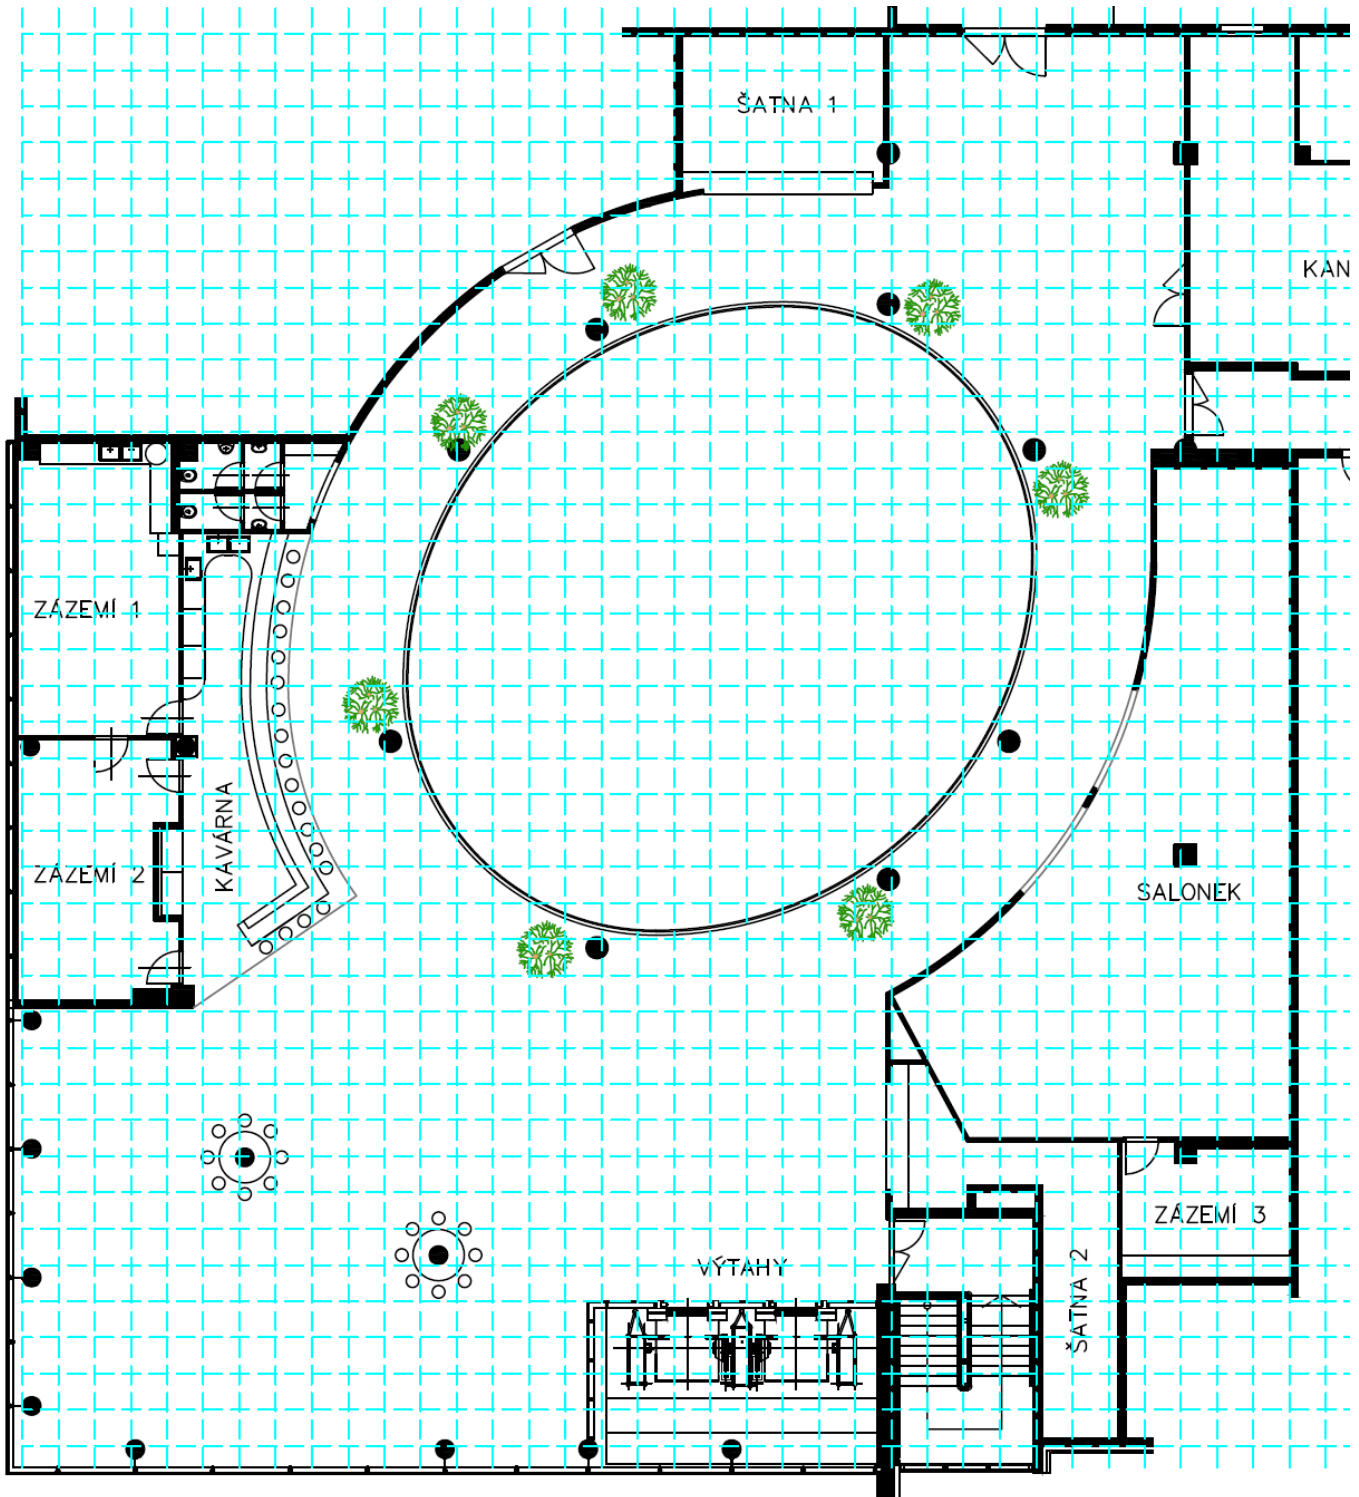 ŠATNA 1
KAN
ZÁZEMÍ 1
KAVÁRNA
ZÁZEMÍ 2
SALONEK
ZÁZEMÍ 3
VÝTAHY
ŠATNA 2